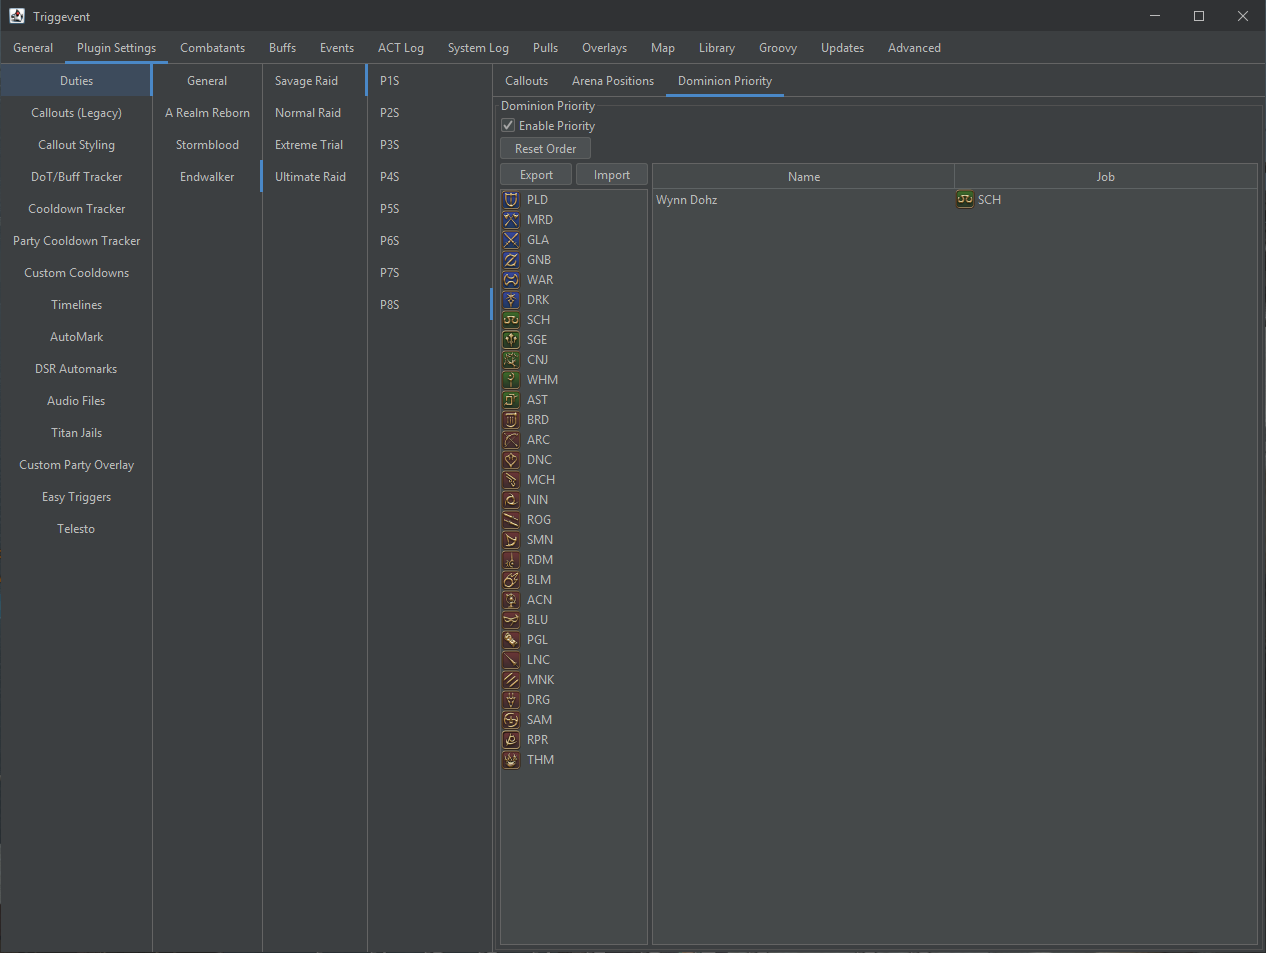 Triggevent
General Plugin Settings Combatants Buffs Events ACT Log System Log Pulls Overlays Map Library Groovy Updates Advanced
Duties
Callouts (Legacy)
Callout Styling
DoT/Buff Tracker
Cooldown Tracker
Party Cooldown Tracker
Custom Cooldowns
Timelines
AutoMark
DSR Automarks
Audio Files
Titan Jails
Custom Party Overlay
Easy Triggers
Telesto
General
A Realm Reborn
Stormblood
Endwalker
Savage Raid
Normal Raid
Extreme Trial
Ultimate Raid
P1S
P2S
P3S
P4S
P5S
P6S
P7S
P8S
Callouts Arena Positions Dominion Priority
Dominion Priority
Enable Priority
Reset Order
Export Import
PLD
MRD
GLA
GNB
WAR
DRK
SCH
SGE
CNJ
WHM
AST
BRD
ARC
DNC
MCH
NIN
ROG
SMN
RDM
BLM
ACN
BLU
PGL
LNC
MNK
DRG
SAM
RPR
THM
Name Job
Wynn Dohz SCH